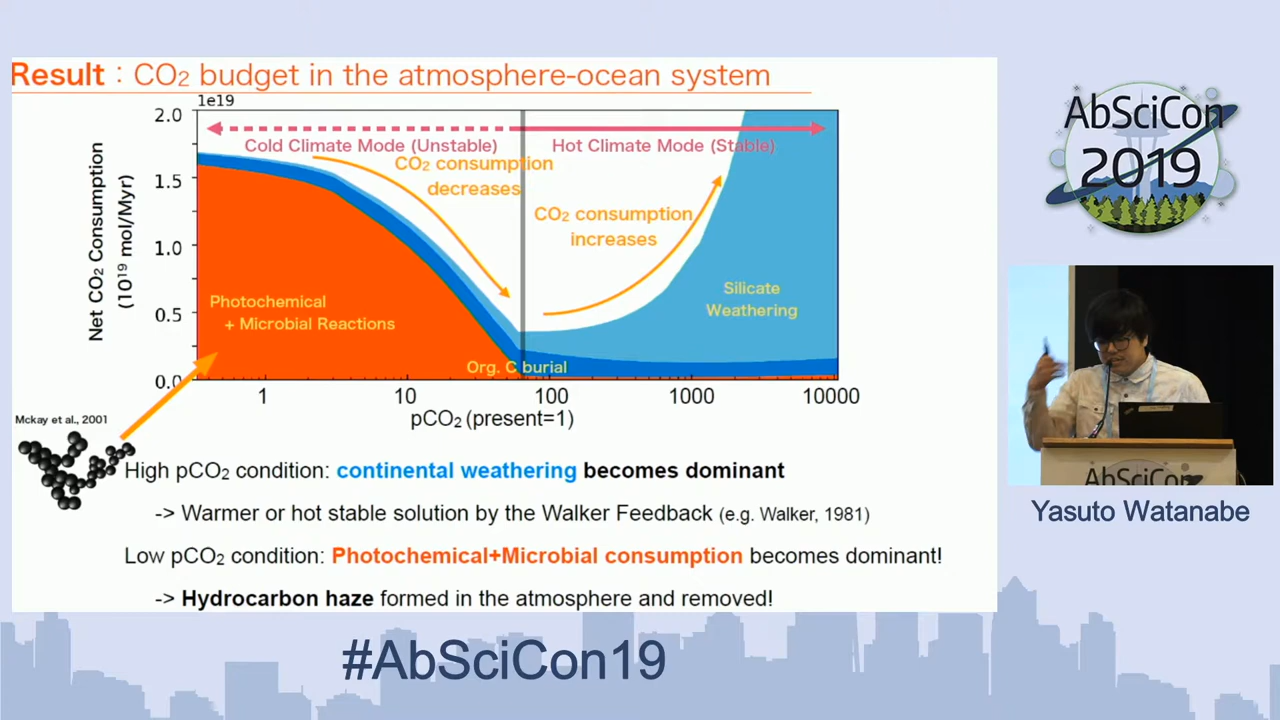 Result : CO₂ budget in the atmosphere-ocean system
1e19
2.0
1.5
1.0
0.5
0.0
Net CO₂ Consumption
(10¹⁹ mol/Myr)
Cold Climate Mode (Unstable)
Hot Climate Mode (Stable)
CO₂ consumption
decreases
CO₂ consumption
increases
Photochemical
+ Microbial Reactions
Silicate
Weathering
Org. C burial
1
10
100
1000
10000
pCO₂ (present=1)
Mckay et al., 2001
High pCO₂ condition: continental weathering becomes dominant
-> Warmer or hot stable solution by the Walker Feedback (e.g. Walker, 1981)
Low pCO₂ condition: Photochemical+Microbial consumption becomes dominant!
-> Hydrocarbon haze formed in the atmosphere and removed!
AbSciCon
2019
AbSciCon
Yasuto Watanabe
#AbSciCon19